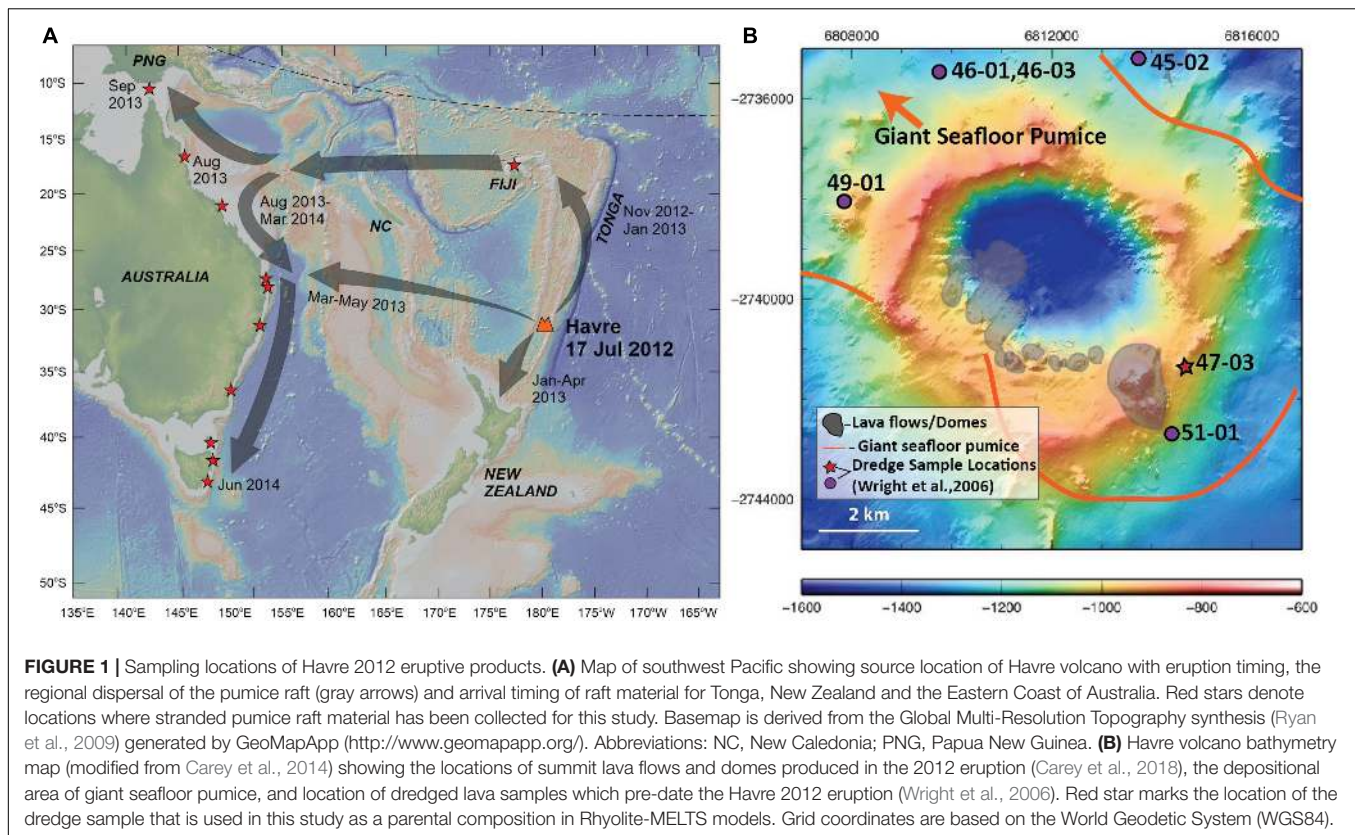 A
PNG
10°S
Sep
2013
15°S
Aug
2013
FIJI
20°S
Aug 2013-
Mar 2014
NC
TONGA
Nov 2012-
Jan 2013
25°S
AUSTRALIA
Mar-May 2013
30°S
Havre
17 Jul 2012
35°S
Jan-Apr
2013
40°S
NEW
ZEALAND
Jun 2014
45°S
50°S
135°E 140°E 145°E 150°E 155°E 165°E 170°E 175°E 180°E 170°W 165°W
B
6808000 6812000 6816000
46-01,46-03
45-02
-2736000
Giant Seafloor Pumice
49-01
-2740000
47-03
Lava flows/Domes
51-01
Giant seafloor pumice
Dredge Sample Locations
(Wright et al.,2006)
-2744000
2 km
-1600 -1400 -1200 -1000 -800 -600
FIGURE 1 | Sampling locations of Havre 2012 eruptive products. (A) Map of southwest Pacific showing source location of Havre volcano with eruption timing, the
regional dispersal of the pumice raft (gray arrows) and arrival timing of raft material for Tonga, New Zealand and the Eastern Coast of Australia. Red stars denote
locations where stranded pumice raft material has been collected for this study. Basemap is derived from the Global Multi-Resolution Topography synthesis (Ryan
et al., 2009) generated by GeoMapApp (http://www.geomapapp.org/). Abbreviations: NC, New Caledonia; PNG, Papua New Guinea. (B) Havre volcano bathymetry
map (modified from Carey et al., 2014) showing the locations of summit lava flows and domes produced in the 2012 eruption (Carey et al., 2018), the depositional
area of giant seafloor pumice, and location of dredged lava samples which pre-date the Havre 2012 eruption (Wright et al., 2006). Red star marks the location of the
dredge sample that is used in this study as a parental composition in Rhyolite-MELTS models. Grid coordinates are based on the World Geodetic System (WGS84).